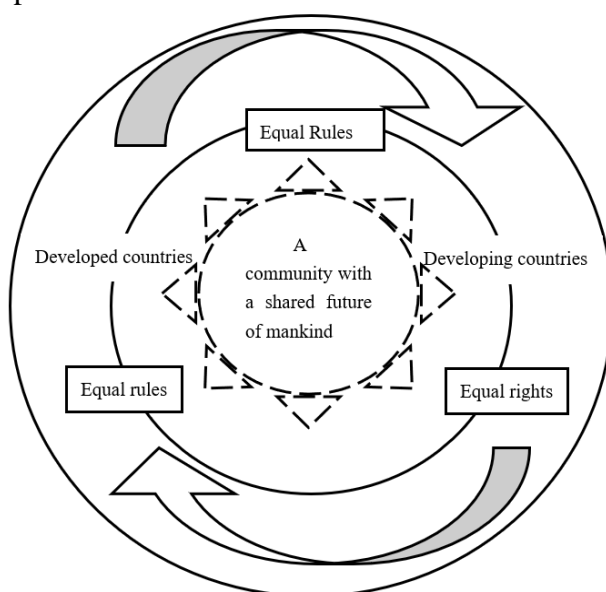 Equal Rules
Developed countries
A
community with
a shared future
of mankind
Developing countries
Equal rules
Equal rights